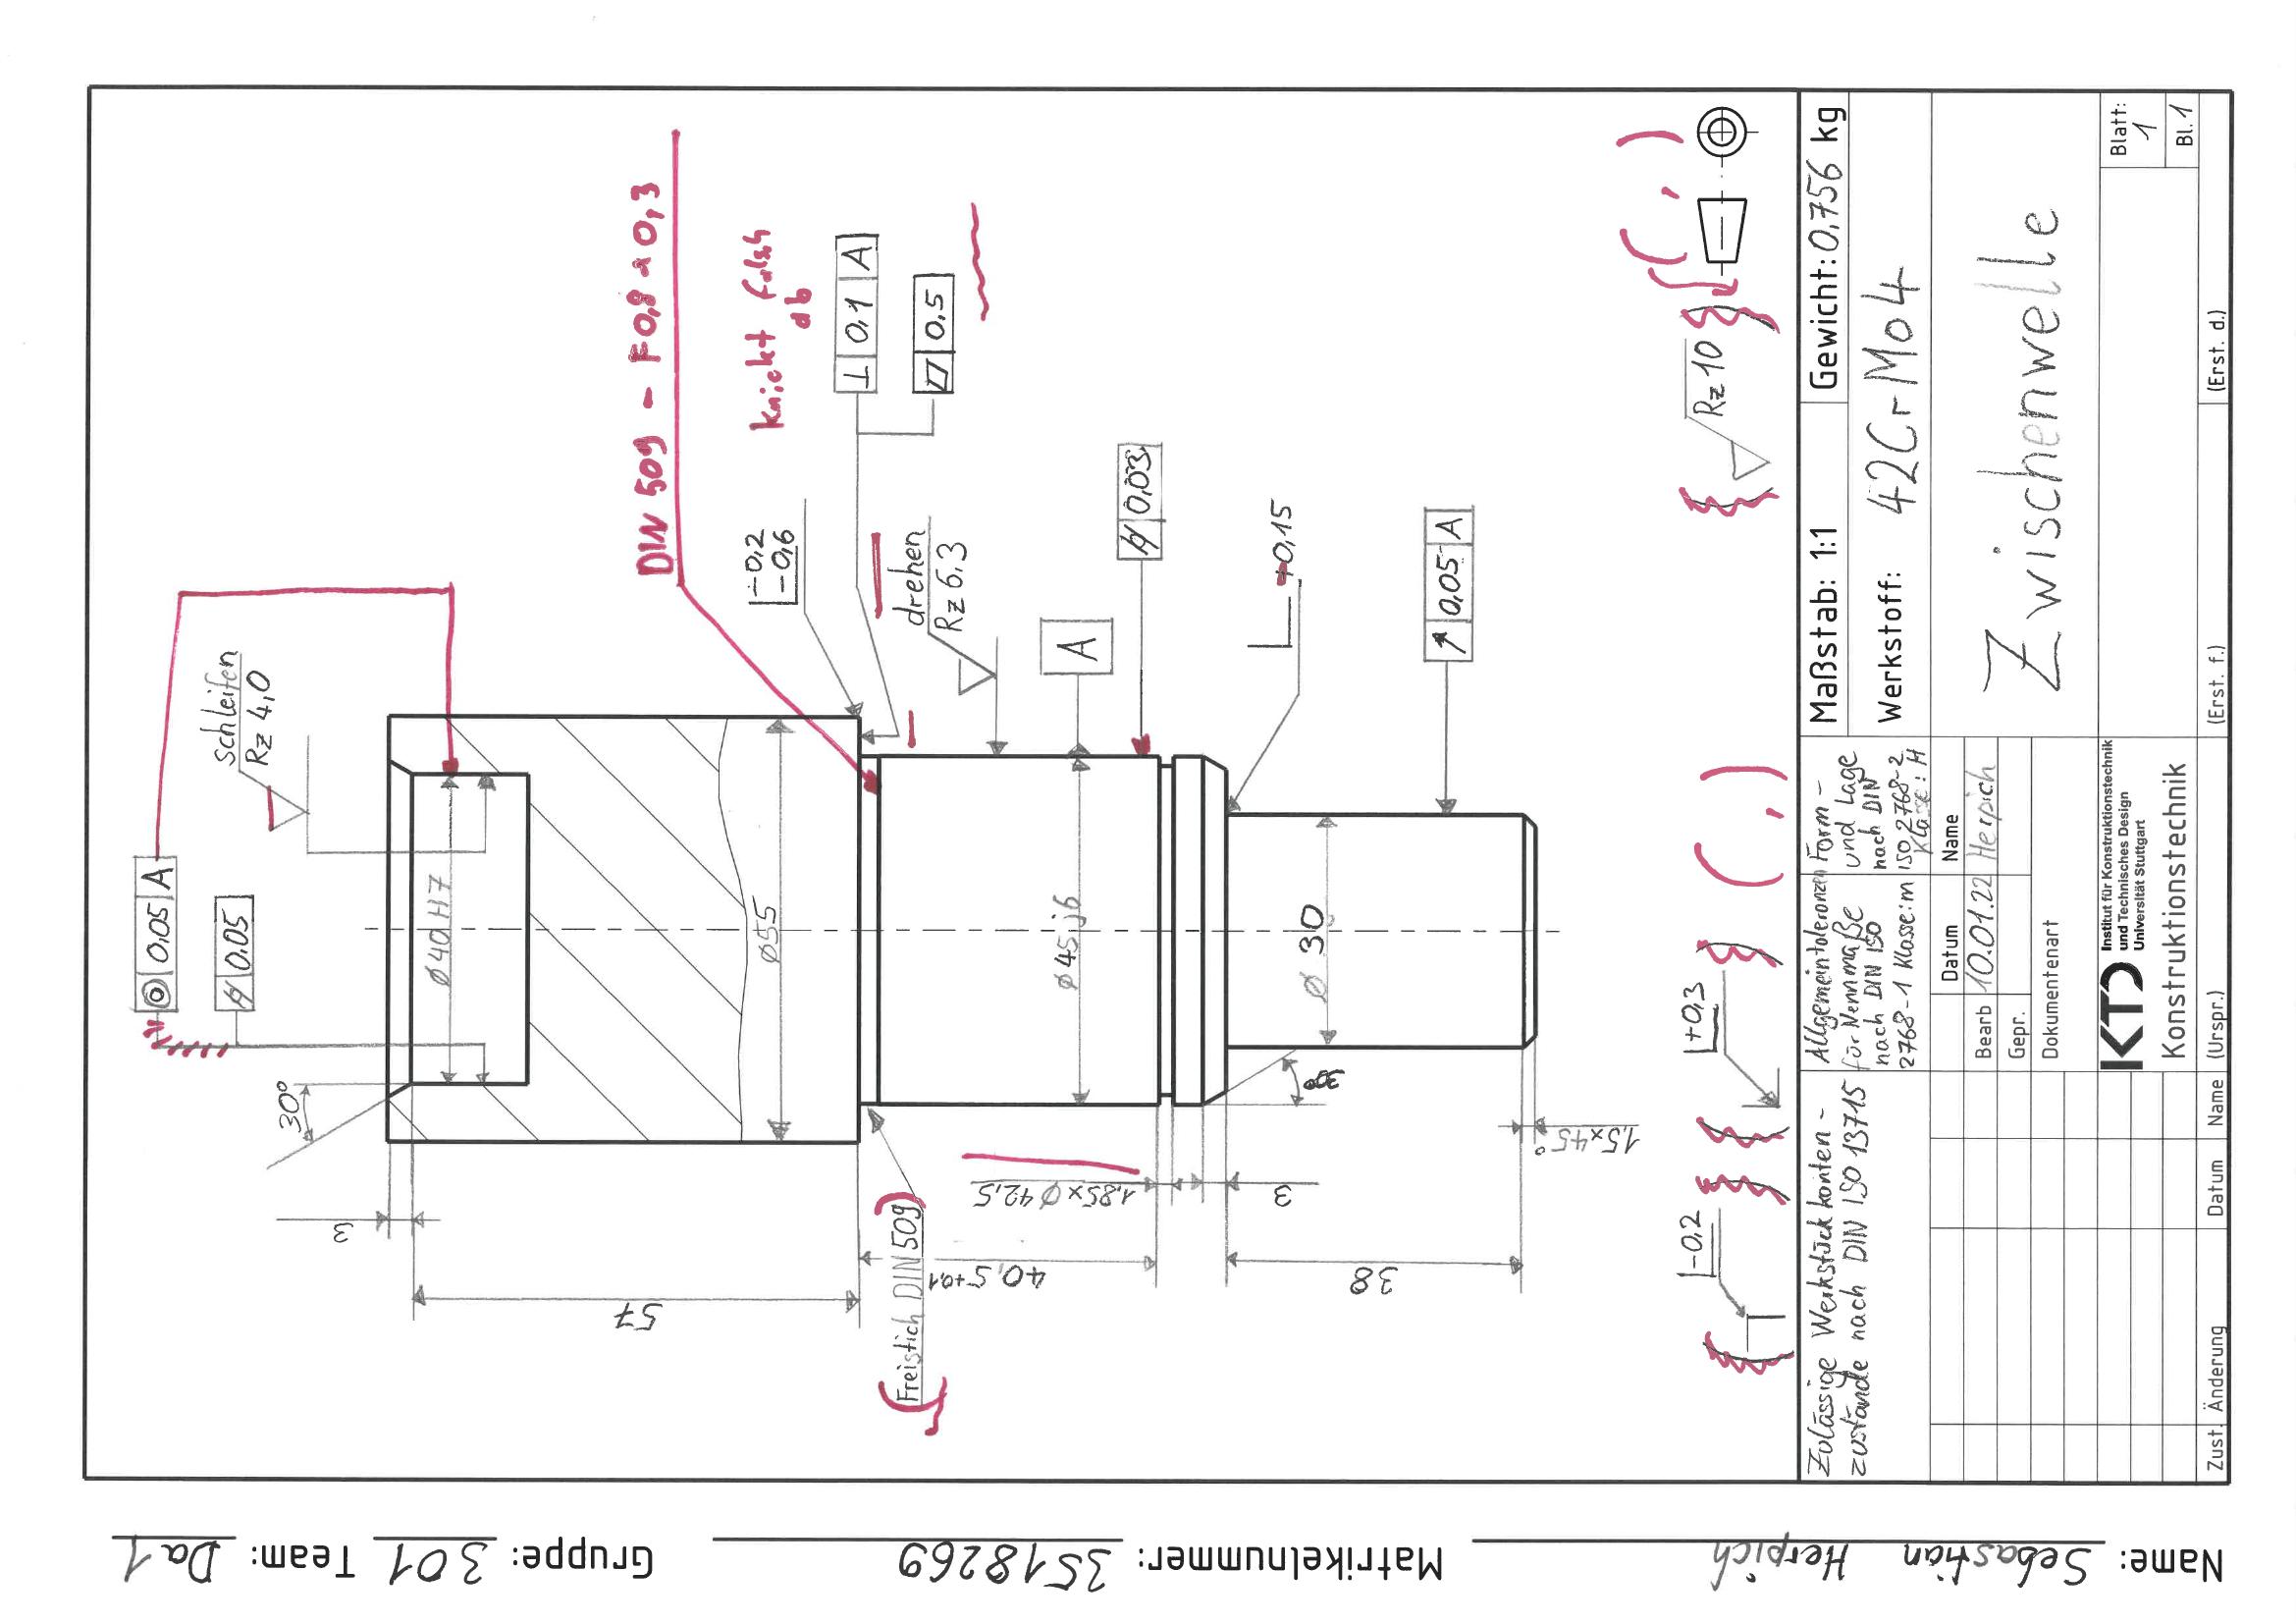 ◎ 0,05 A
⌭ 0,05
schleifen
Rz 4,0
30°
⌀40 H7
3
57
DIN 509 - F0,8 x 0,3
knickt falsch
ab
-0,2
-0,6
⊥ 0,1 A
⏥ 0,5
drehen
Rz 6,3
⌀55
A
⌀45 j6
⌭ 0,03
Freistich DIN 509
40,5+0,1
1,85x⌀42,5
3
+0,15
↗ 0,05 A
⌀ 30
30°
38
1,5x45°
-0,2
+0,3
( , )
Rz 10
( , )
Zulässige Werkstückkanten-
zustände nach DIN ISO 13715
Allgemeintoleranzen
für Nennmaße
nach DIN ISO
2768-1 Klasse: m
Form-
und Lage
nach DIN
ISO 2768-2
Klasse: H
Maßstab: 1:1
Gewicht: 0,756 kg
Werkstoff: 42CrMo4
Datum
Name
Bearb
10.01.22
Herpich
Gepr.
Dokumentenart
Zwischenwelle
KTD
Institut für Konstruktionstechnik
und Technisches Design
Universität Stuttgart
Konstruktionstechnik
Blatt:
1
Bl. 1
Zust. Änderung Datum Name (Urspr.) (Erst. f.) (Erst. d.)
Name: Sebastian Herpich Matrikelnummer: 3518269 Gruppe: 301 Team: Da1